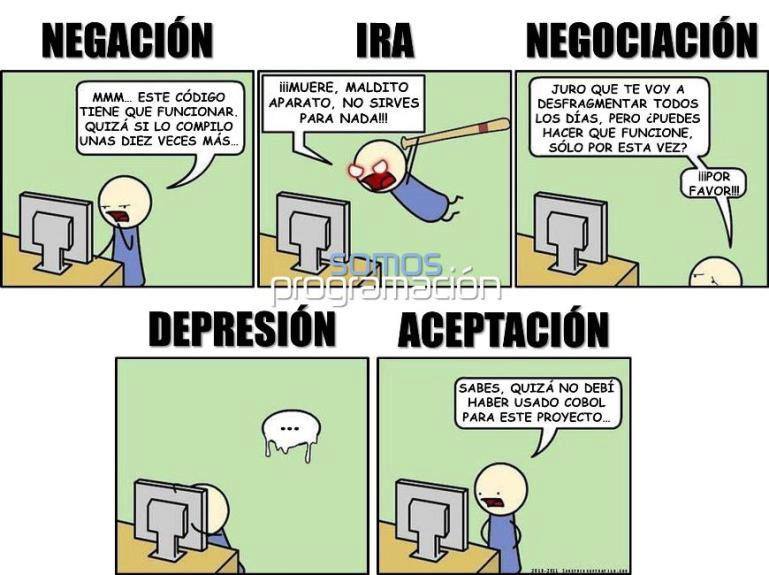 NEGACIÓN
MMM... ESTE CÓDIGO
TIENE QUE FUNCIONAR.
QUIZÁ SI LO COMPILO
UNAS DIEZ VECES MÁS...
IRA
¡¡¡MUERE, MALDITO
APARATO, NO SIRVES
PARA NADA!!!
NEGOCIACIÓN
JURO QUE TE VOY A
DESFRAGMENTAR TODOS
LOS DÍAS, PERO ¿PUEDES
HACER QUE FUNCIONE,
SÓLO POR ESTA VEZ?
¡¡¡POR
FAVOR!!!
SOMOS
programación
DEPRESIÓN
...
ACEPTACIÓN
SABES, QUIZÁ NO DEBÍ
HABER USADO COBOL
PARA ESTE PROYECTO...
2010-2011